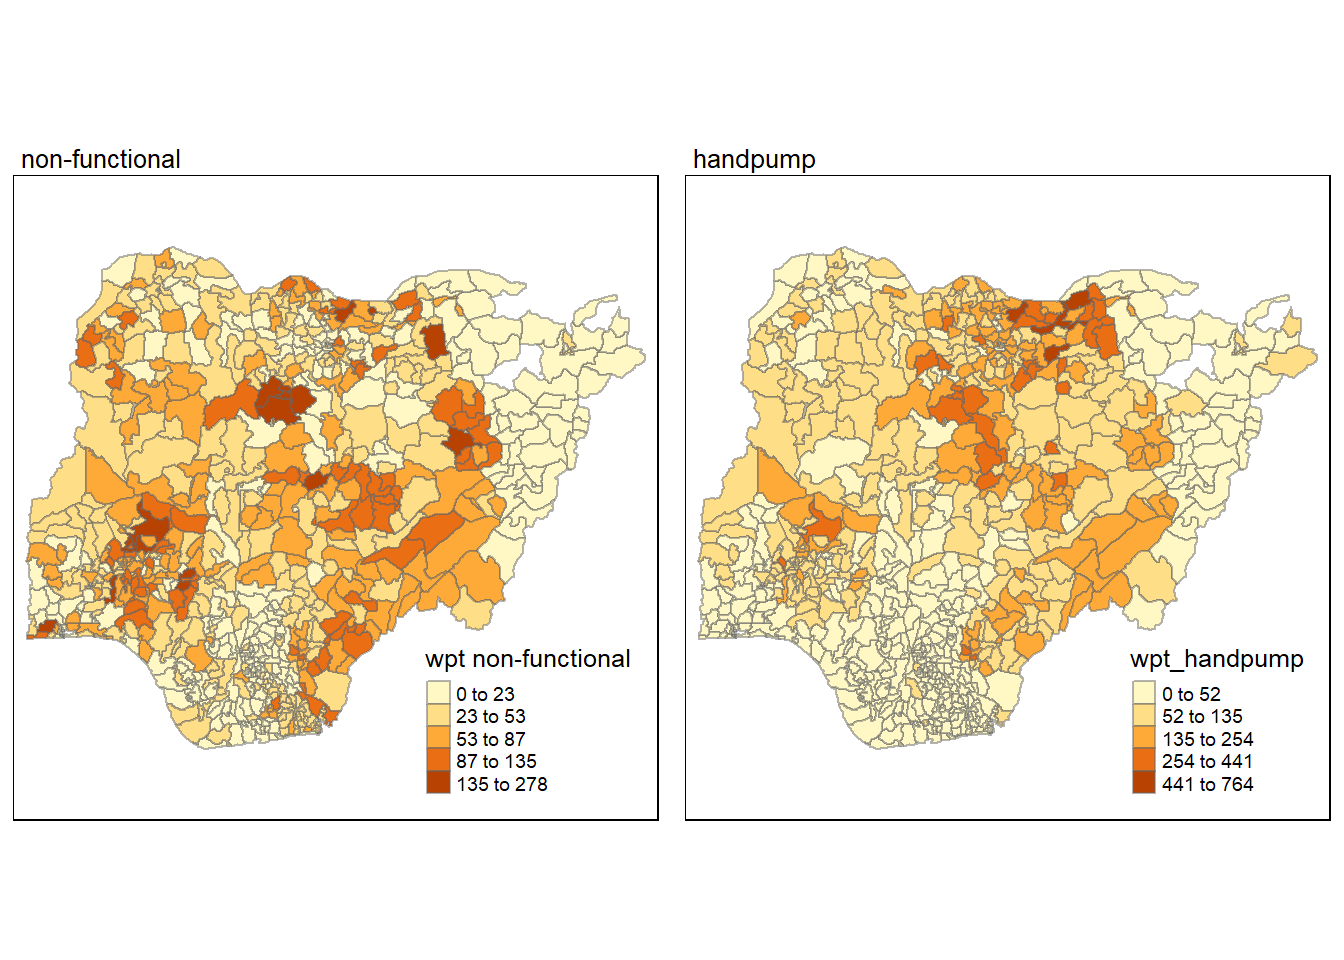 non-functional
wpt non-functional
0 to 23
23 to 53
53 to 87
87 to 135
135 to 278
handpump
wpt_handpump
0 to 52
52 to 135
135 to 254
254 to 441
441 to 764